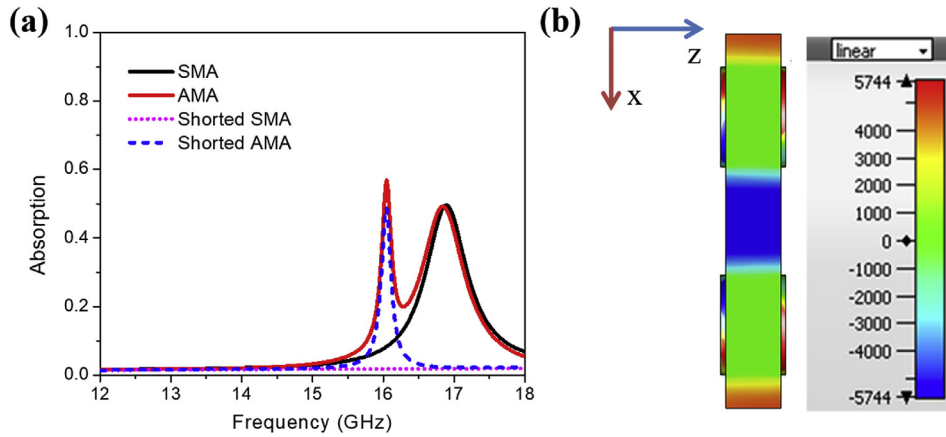 (a)
1.0
0.8
0.6
0.4
0.2
0.0
Absorption
SMA
AMA
Shorted SMA
Shorted AMA
12 13 14 15 16 17 18
Frequency (GHz)
(b)
z
x
linear
5744
4000
3000
2000
1000
0
-1000
-2000
-3000
-4000
-5744